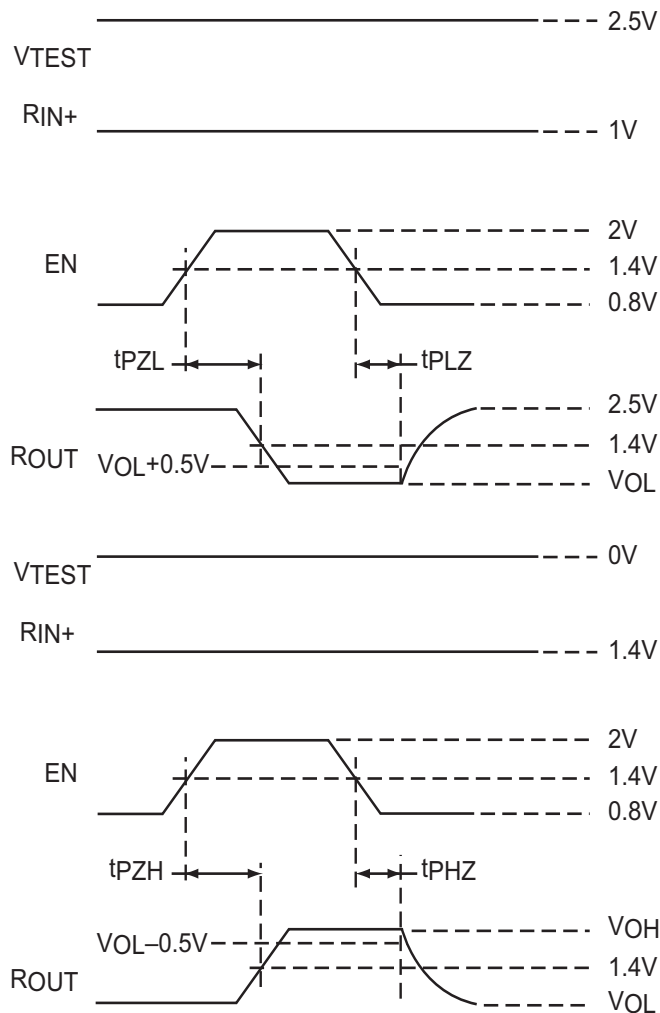 2.5V
VTEST
RIN+
1V
2V
EN
1.4V
0.8V
tPZL
tPLZ
2.5V
1.4V
ROUT
VOL+0.5V
VOL
0V
VTEST
RIN+
1.4V
2V
EN
1.4V
0.8V
tPZH
tPHZ
VOH
VOL–0.5V
1.4V
ROUT
VOL